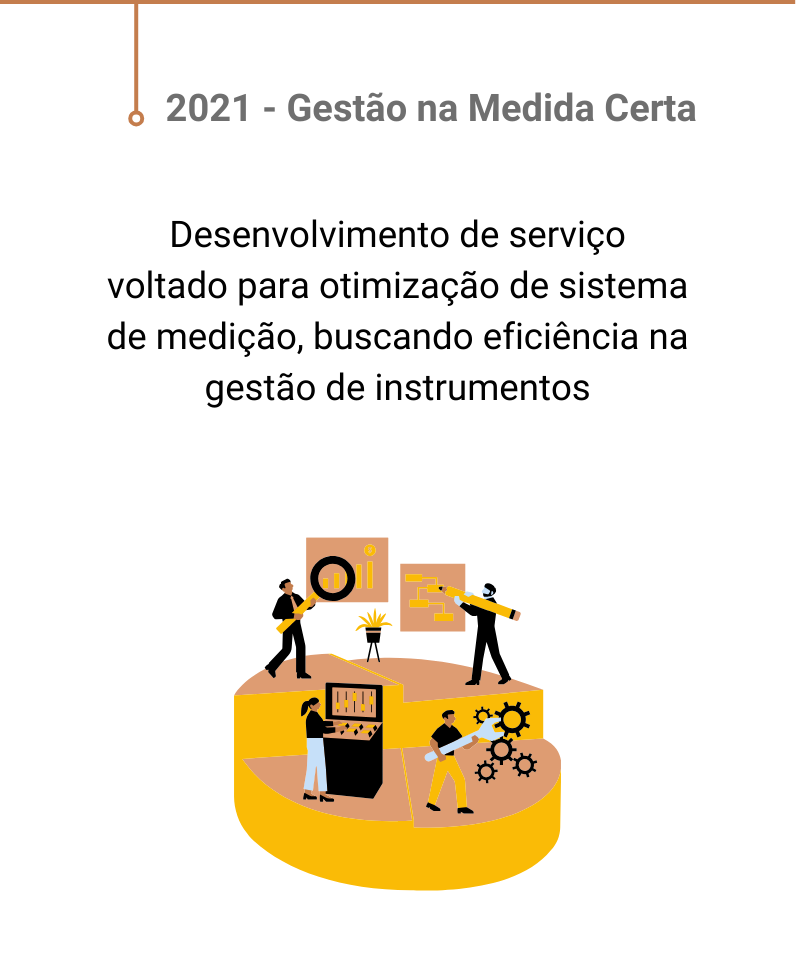 2021 - Gestão na Medida Certa
Desenvolvimento de serviço
voltado para otimização de sistema
de medição, buscando eficiência na
gestão de instrumentos